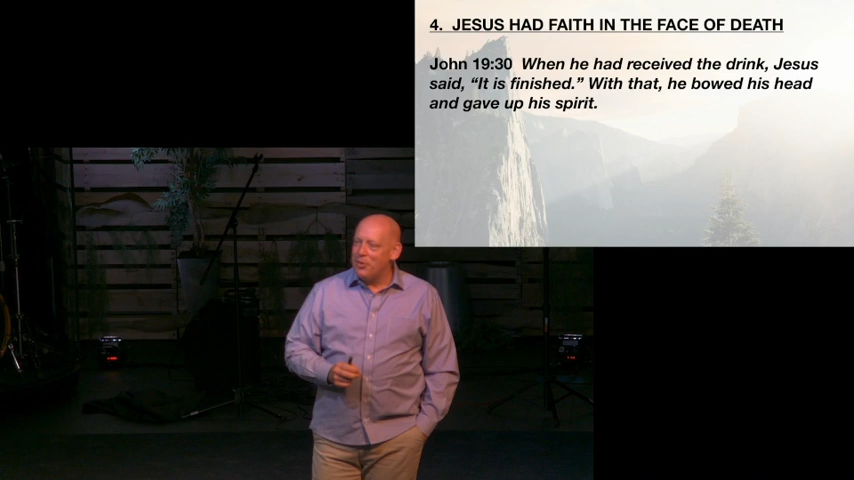 4. JESUS HAD FAITH IN THE FACE OF DEATH
John 19:30 When he had received the drink, Jesus
said, “It is finished.” With that, he bowed his head
and gave up his spirit.